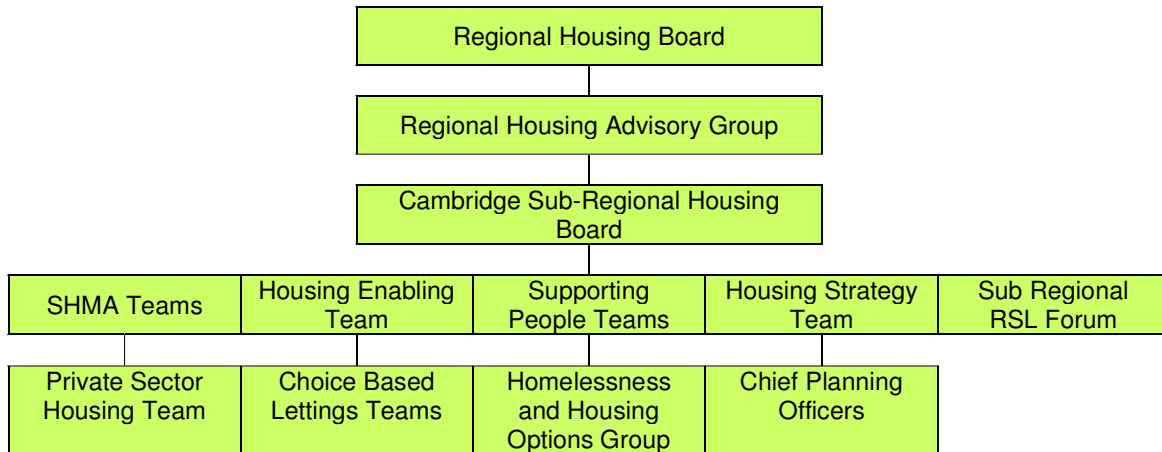 Regional Housing Board
Regional Housing Advisory Group
Cambridge Sub-Regional Housing
Board
SHMA Teams
Housing Enabling
Team
Supporting
People Teams
Housing Strategy
Team
Sub Regional
RSL Forum
Private Sector
Housing Team
Choice Based
Lettings Teams
Homelessness
and Housing
Options Group
Chief Planning
Officers